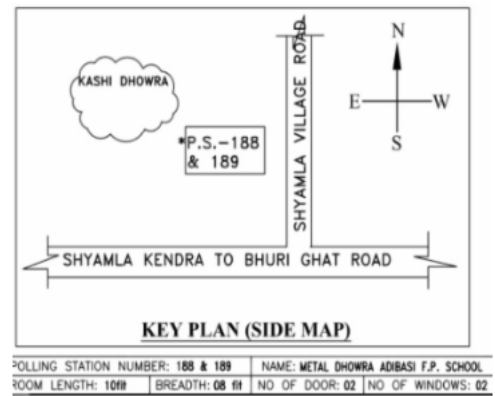 N
KASHI DHOWRA
E W
*P.S.-188
& 189
S
SHYAMLA VILLAGE ROAD
SHYAMLA KENDRA TO BHURI GHAT ROAD
KEY PLAN (SIDE MAP)
POLLING STATION NUMBER: 188 & 189 NAME: METAL DHOWRA ADIBASI F.P. SCHOOL
ROOM LENGTH: 10fit BREADTH: 08 fit NO OF DOOR: 02 NO OF WINDOWS: 02